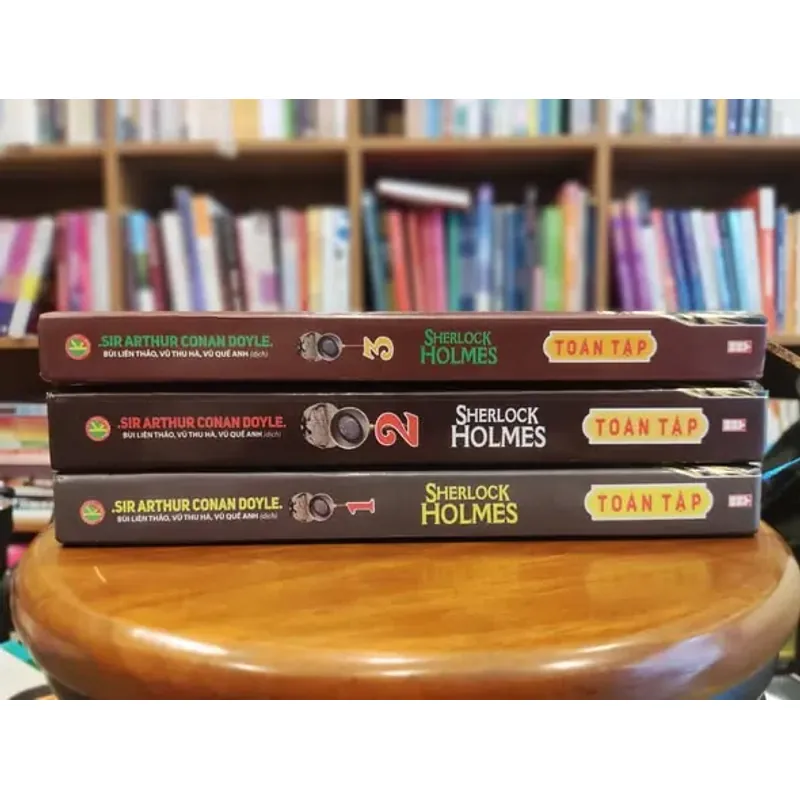 .SIR ARTHUR CONAN DOYLE.
BÙI LIÊN THẢO, VŨ THU HÀ, VŨ QUẾ ANH (dịch)
3
SHERLOCK
HOLMES
TOÀN TẬP
.SIR ARTHUR CONAN DOYLE.
BÙI LIÊN THẢO, VŨ THU HÀ, VŨ QUẾ ANH (dịch)
2
SHERLOCK
HOLMES
TOÀN TẬP
.SIR ARTHUR CONAN DOYLE.
BÙI LIÊN THẢO, VŨ THU HÀ, VŨ QUẾ ANH (dịch)
1
SHERLOCK
HOLMES
TOÀN TẬP